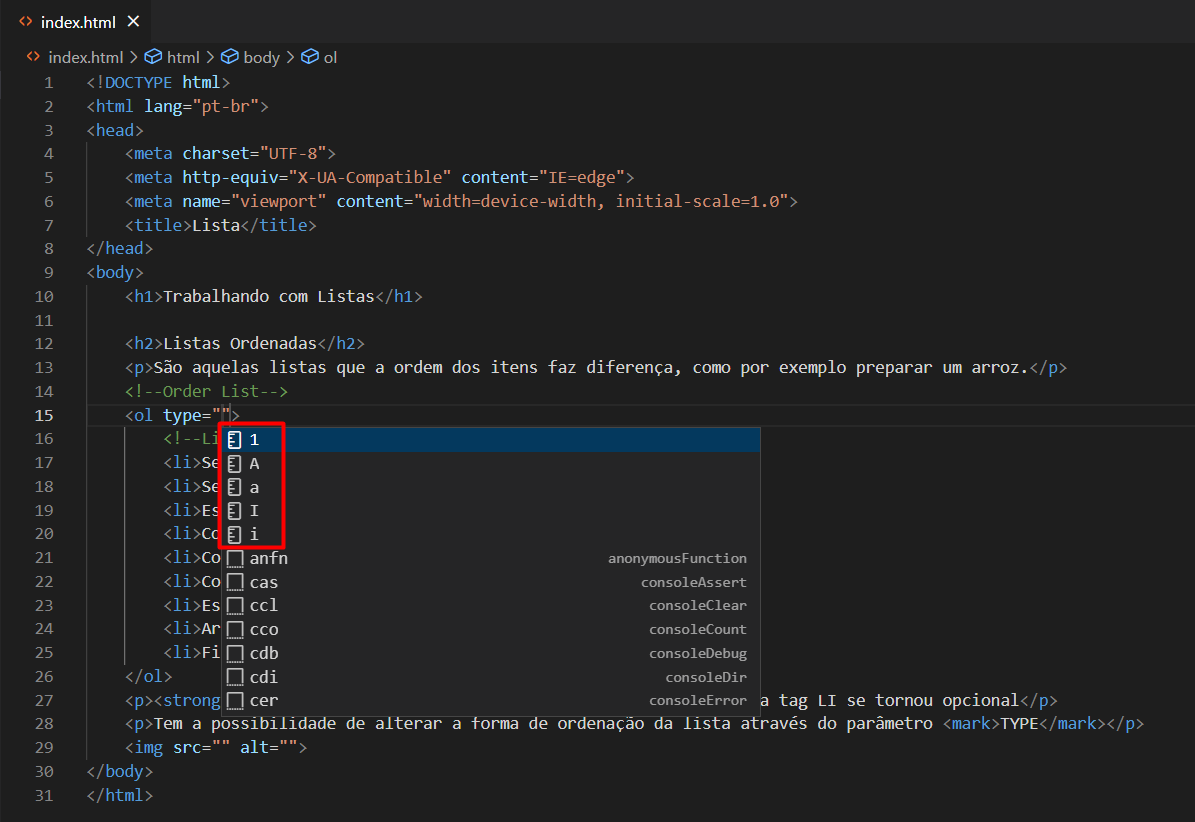 index.html
index.html > html > body > ol
1 <!DOCTYPE html>
2 <html lang="pt-br">
3 <head>
4 <meta charset="UTF-8">
5 <meta http-equiv="X-UA-Compatible" content="IE=edge">
6 <meta name="viewport" content="width=device-width, initial-scale=1.0">
7 <title>Lista</title>
8 </head>
9 <body>
10 <h1>Trabalhando com Listas</h1>
11
12 <h2>Listas Ordenadas</h2>
13 <p>São aquelas listas que a ordem dos itens faz diferença, como por exemplo preparar um arroz.</p>
14 <!--Order List-->
15 <ol type="">
16 <!--Li 1
17 <li>Se A
18 <li>Se a
19 <li>Es I
20 <li>Co i
21 <li>Co anfn anonymousFunction
22 <li>Co cas consoleAssert
23 <li>Es ccl consoleClear
24 <li>Ar cco consoleCount
25 <li>Fi cdb consoleDebug
26 </ol> cdi consoleDir
27 <p><strong cer consoleError a tag LI se tornou opcional</p>
28 <p>Tem a possibilidade de alterar a forma de ordenação da lista através do parâmetro <mark>TYPE</mark></p>
29 <img src="" alt="">
30 </body>
31 </html>